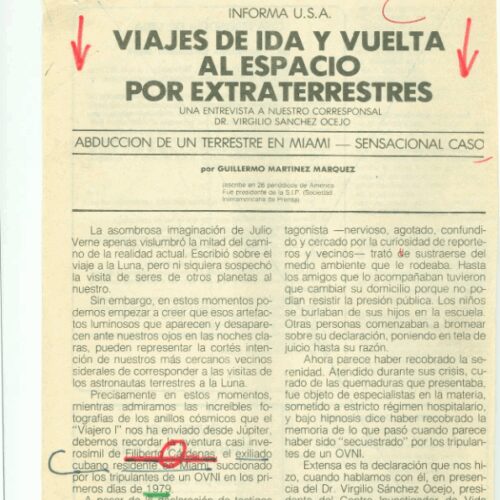 INFORMA U.S.A.
VIAJES DE IDA Y VUELTA
AL ESPACIO
POR EXTRATERRESTRES
UNA ENTREVISTA A NUESTRO CORRESPONSAL
DR. VIRGILIO SANCHEZ OCEJO
ABDUCCION DE UN TERRESTRE EN MIAMI — SENSACIONAL CASO
por GUILLERMO MARTINEZ MARQUEZ
(escribe en 26 periódicos de América
Fue presidente de la S.I.P. (Sociedad
Interamericana de Prensa)
La asombrosa imaginación de Julio
Verne apenas vislumbró la mitad del cami-
no de la realidad actual. Escribió sobre el
viaje a la Luna, pero ni siquiera sospechó
la visita de seres de otros planetas al
nuestro.
Sin embargo, en estos momentos po-
demos empezar a creer que esos artefac-
tos luminosos que aparecen y desapare-
cen ante nuestros ojos en las noches cla-
ras, pueden representar la cortés inten-
ción de nuestros más cercanos vecinos
siderales de corresponder a las visitas de
los astronautas terrestres a la Luna.
Precisamente en estos momentos,
mientras admiramos las increíbles fo-
tografías de los anillos cósmicos que el
"Viajero I" nos ha enviado desde Júpiter,
debemos recordar la aventura casi inve-
rosímil de Filiberto Cárdenas, el exiliado
cubano residente en Miami, succionado
por los tripulantes de un OVNI en los pri-
meros días de 1979.
tagonista —nervioso, agotado, confundi-
do y cercado por la curiosidad de reporte-
ros y vecinos— trató de sustraerse del
medio ambiente que le rodeaba. Hasta
los amigos que lo acompañaban tuvieron
que cambiar su domicilio porque no po-
dían resistir la presión pública. Los niños
se burlaban de sus hijos en la escuela.
Otras personas comenzaban a bromear
sobre su declaración, poniendo en tela de
juicio hasta su razón.
Ahora parece haber recobrado la se-
renidad. Atendido durante sus crisis, cu-
rado de las quemaduras que presentaba,
fue objeto de especialistas en la materia,
sometido a estricto régimen hospitalario,
y bajo hipnosis dice haber recobrado la
memoria de lo que pasó cuando parece
haber sido "secuestrado" por los tripulan-
tes de un OVNI.
Extensa es la declaración que nos hi-
zo, cuando hablamos con él, en presen-
cia del Dr. Virgilio Sánchez Ocejo, presi-